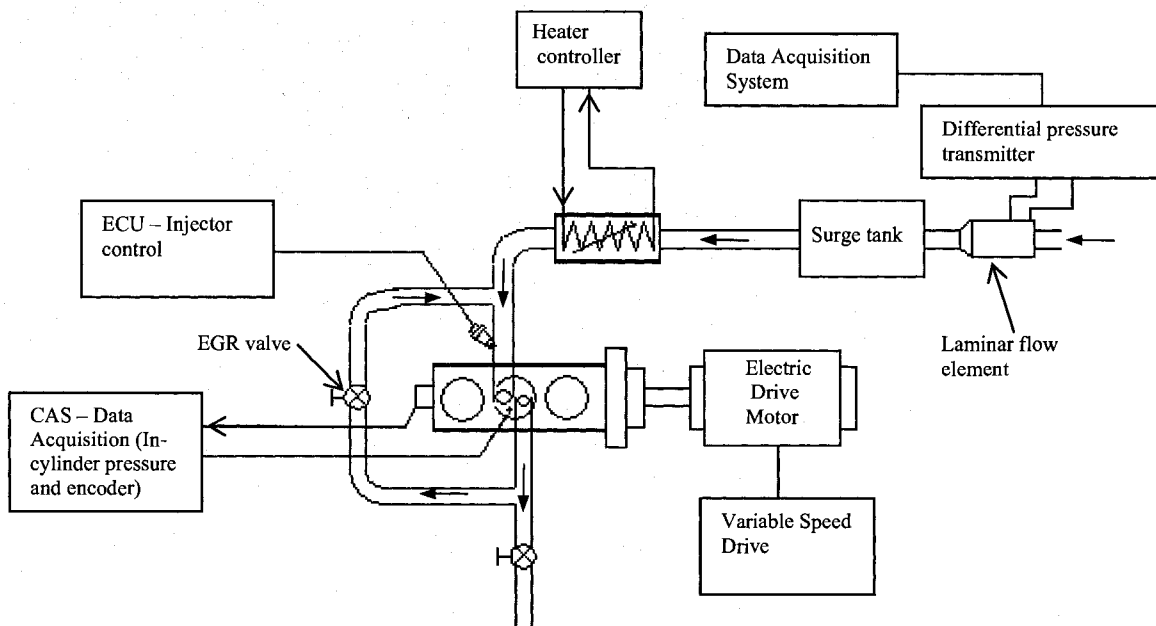 Heater
controller
Data Acquisition
System
Differential pressure
transmitter
ECU – Injector
control
Surge tank
EGR valve
Laminar flow
element
Electric
Drive
Motor
CAS – Data
Acquisition (In-
cylinder pressure
and encoder)
Variable Speed
Drive